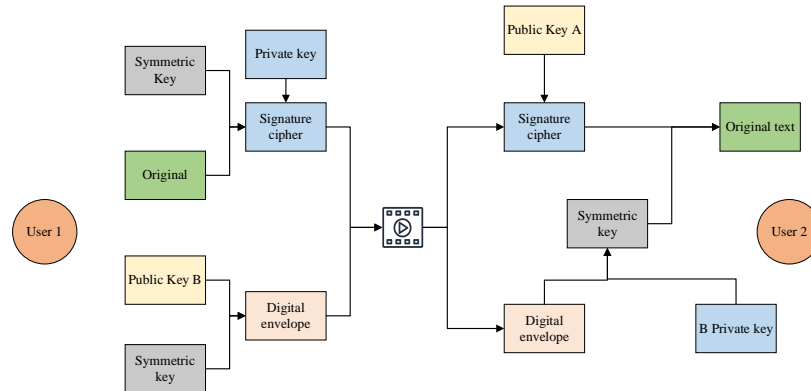 Symmetric
Key
Private key
Signature
cipher
Original
User 1
Public Key B
Digital
envelope
Symmetric
key
Public Key A
Signature
cipher
Original text
Symmetric
key
User 2
Digital
envelope
B Private key